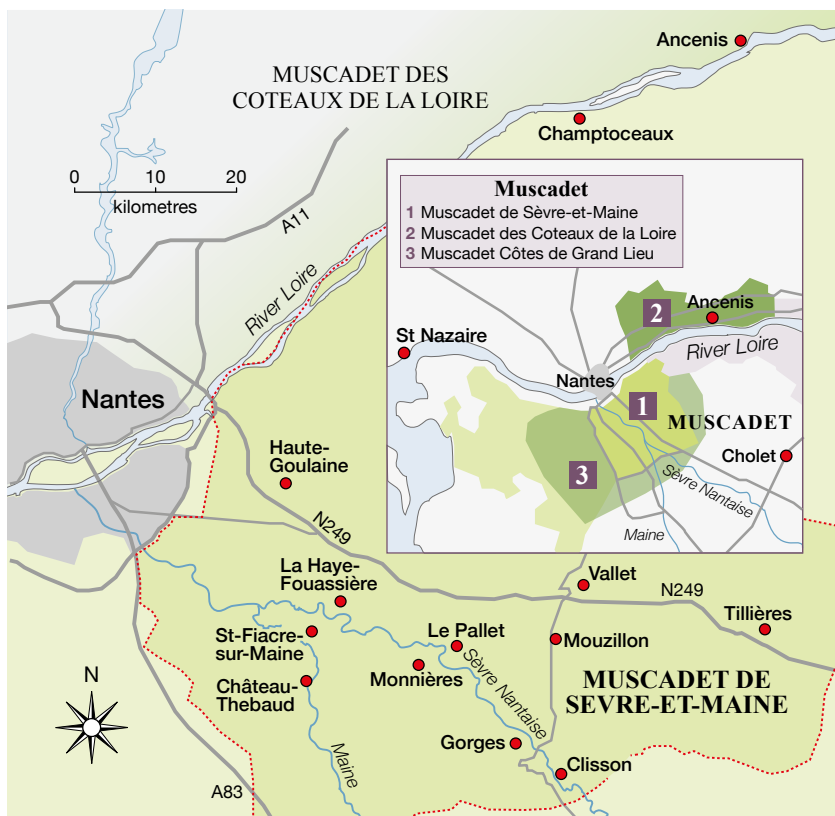 Ancenis
MUSCADET DES
COTEAUX DE LA LOIRE
Champtoceaux
0 10 20
kilometres
A11
River Loire
Muscadet
1 Muscadet de Sèvre-et-Maine
2 Muscadet des Coteaux de la Loire
3 Muscadet Côtes de Grand Lieu
2
Ancenis
St Nazaire
River Loire
Nantes
1
MUSCADET
Cholet
3
Sèvre Nantaise
Maine
Nantes
Haute-
Goulaine
N249
La Haye-
Fouassière
Vallet
N249
Tillières
St-Fiacre-
sur-Maine
Le Pallet
Mouzillon
Monnières
Sèvre Nantaise
MUSCADET DE
SEVRE-ET-MAINE
N
Château-
Thebaud
Maine
Gorges
Clisson
A83